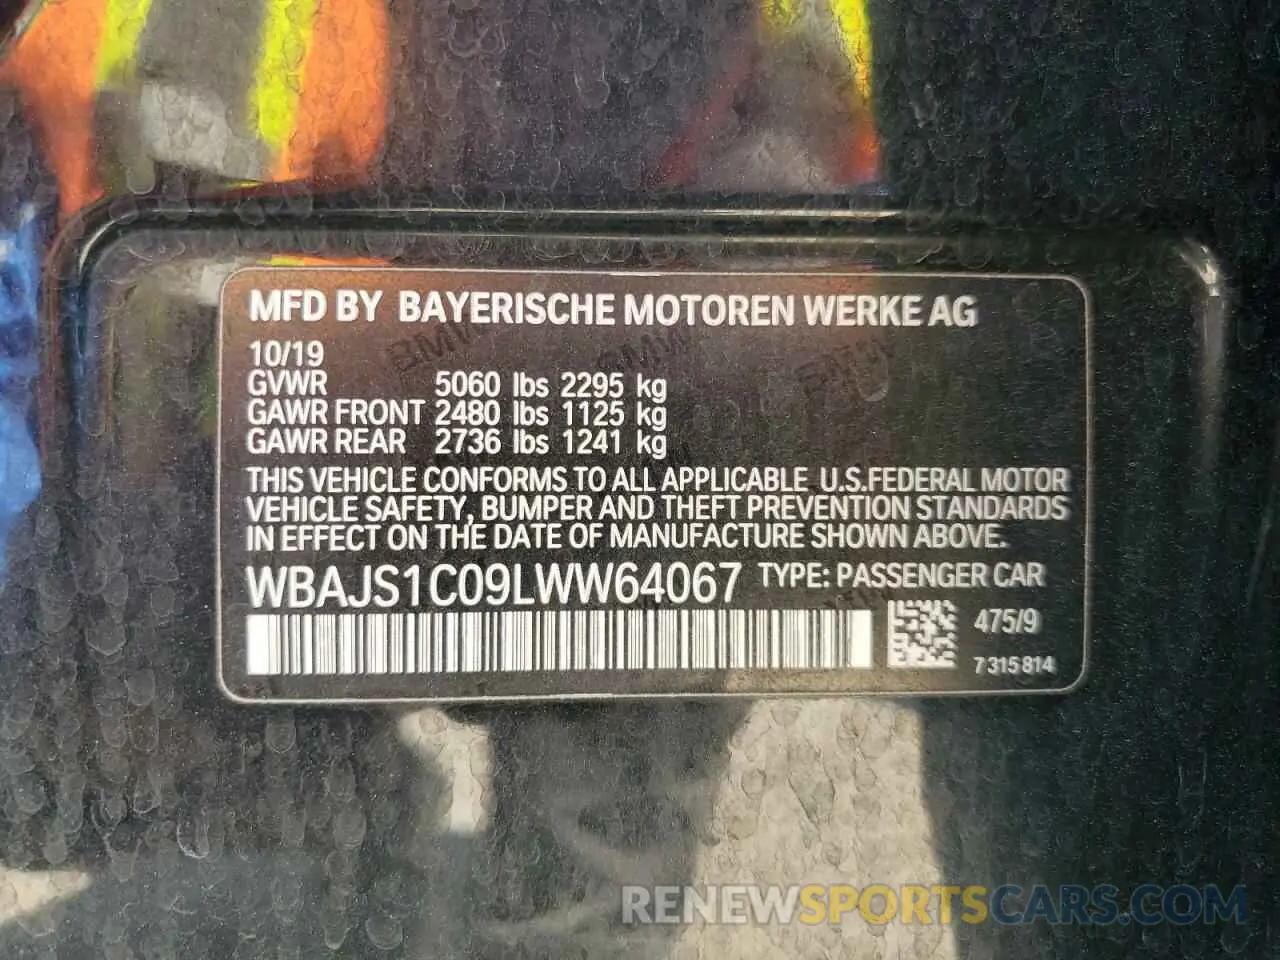 MFD BY BAYERISCHE MOTOREN WERKE AG
BMW BMW BMW
10/19
GVWR 5060 lbs 2295 kg
GAWR FRONT 2480 lbs 1125 kg
GAWR REAR 2736 lbs 1241 kg
THIS VEHICLE CONFORMS TO ALL APPLICABLE U.S.FEDERAL MOTOR
VEHICLE SAFETY, BUMPER AND THEFT PREVENTION STANDARDS
IN EFFECT ON THE DATE OF MANUFACTURE SHOWN ABOVE.
WBAJS1C09LWW64067 TYPE: PASSENGER CAR
475/9
7 315 814
RENEWSPORTSCARS.COM